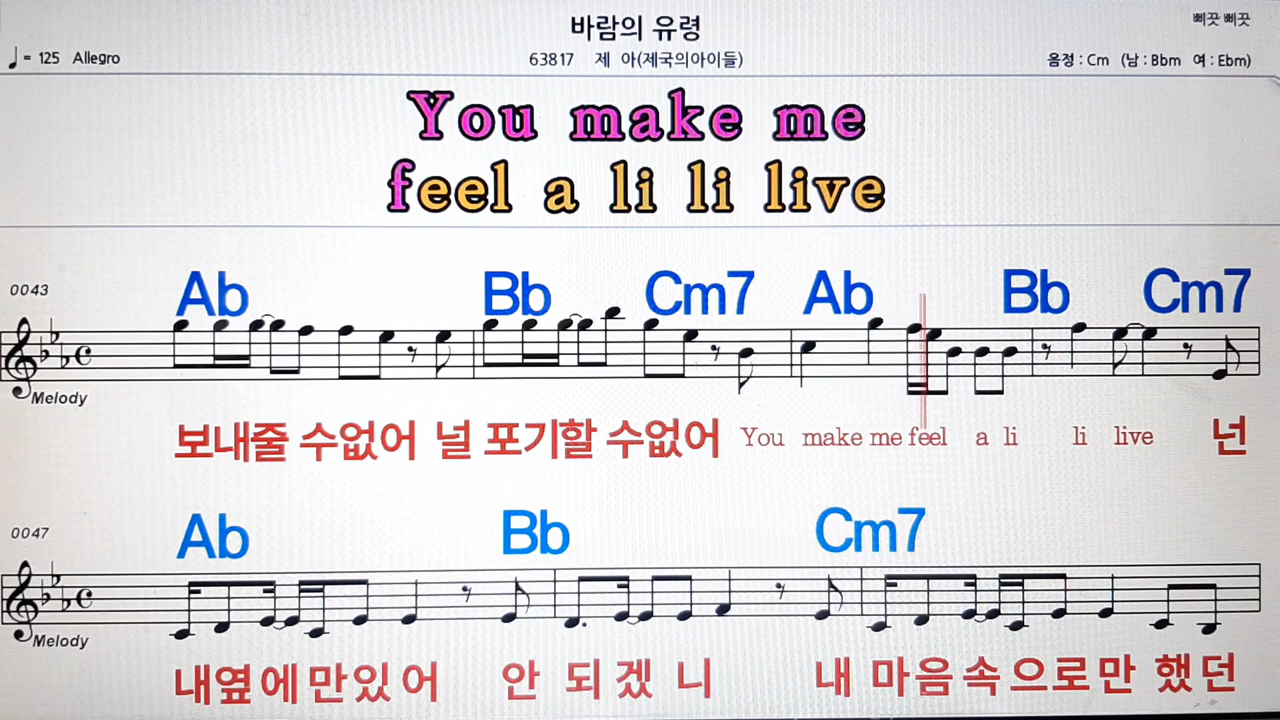 바람의 유령
삐끗삐끗
♩= 125 Allegro
63817 제 아(제국의아이들)
음정 : Cm (남 : Bbm 여 : Ebm)
You make me
feel a li li live
Ab Bb Cm7 Ab Bb Cm7
0043
Melody
보내줄 수없어 널 포기할 수없어 You make me feel a li li live 넌
0047
Ab Bb Cm7
Melody
내옆에만있어 안 되겠니 내 마음속으로만 했던